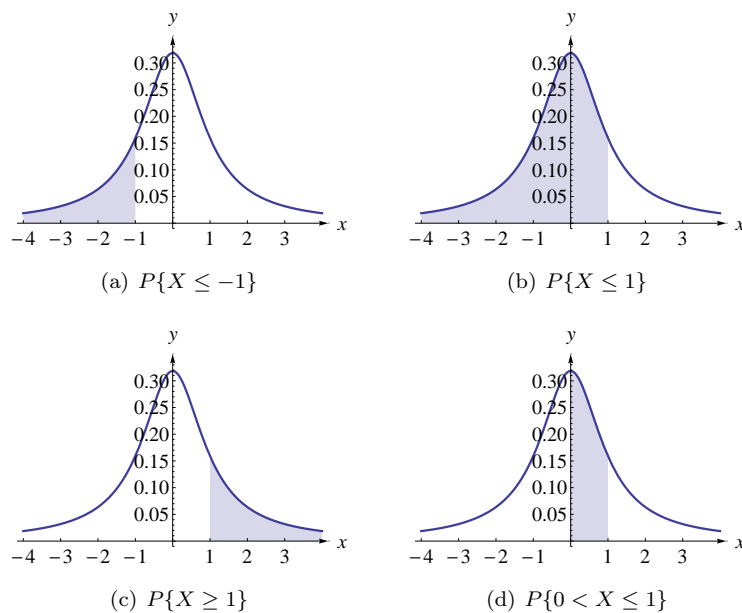 y y
0.30 0.30
0.25 0.25
0.20 0.20
0.15 0.15
0.10 0.10
0.05 0.05
−4 −3 −2 −1 1 2 3 x −4 −3 −2 −1 1 2 3 x
(a) P{X ≤ −1} (b) P{X ≤ 1}
y y
0.30 0.30
0.25 0.25
0.20 0.20
0.15 0.15
0.10 0.10
0.05 0.05
−4 −3 −2 −1 1 2 3 x −4 −3 −2 −1 1 2 3 x
(c) P{X ≥ 1} (d) P{0 < X ≤ 1}